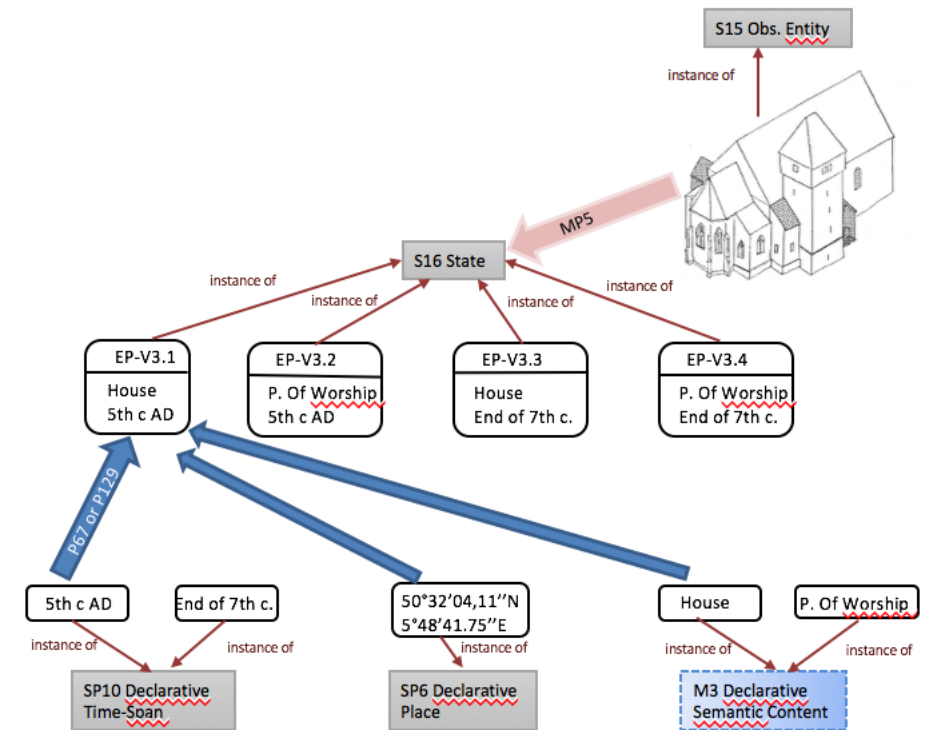 S15 Obs. Entity
instance of
MP5
S16 State
instance of
instance of
instance of
instance of
EP-V3.1
House
5th c AD
EP-V3.2
P. Of Worship
5th c AD
EP-V3.3
House
End of 7th c.
EP-V3.4
P. Of Worship
End of 7th c.
P67 or P129
5th c AD
End of 7th c.
50°32’04,11’’N
5°48’41.75’’E
House
P. Of Worship
instance of
instance of
instance of
instance of
instance of
SP10 Declarative
Time-Span
SP6 Declarative
Place
M3 Declarative
Semantic Content